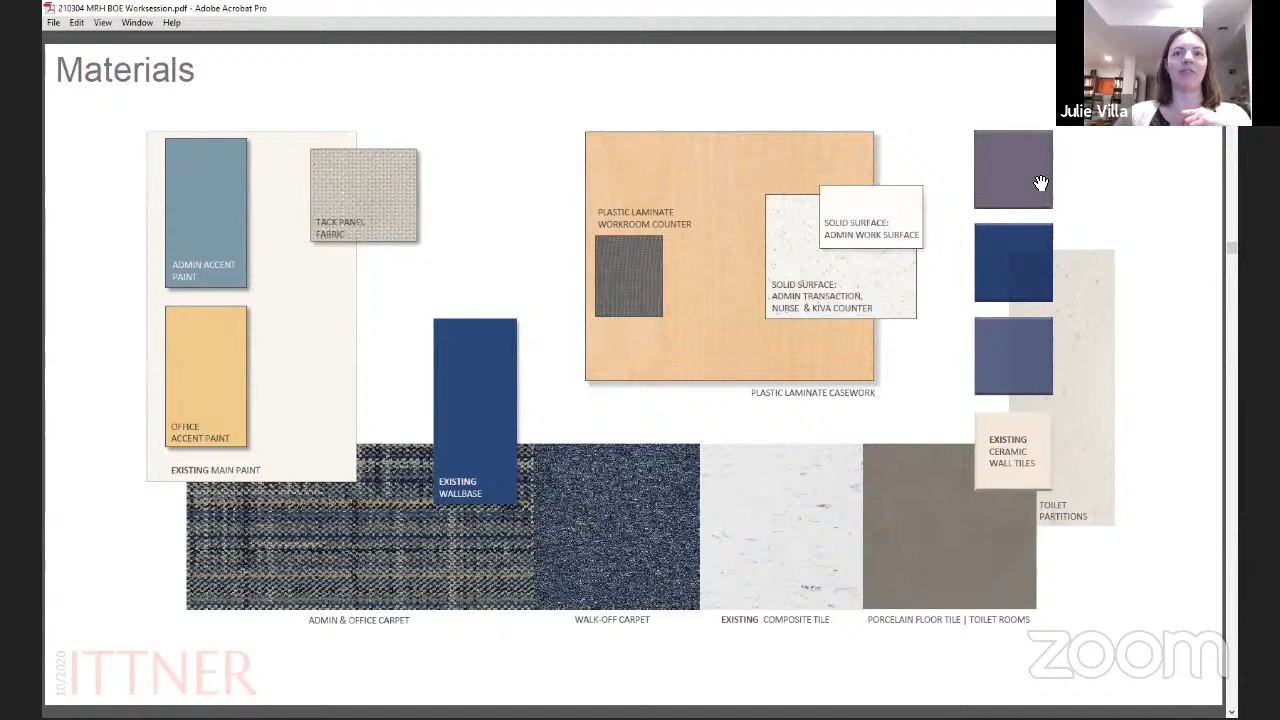 210304 MRH BOE Worksession.pdf - Adobe Acrobat Pro
File Edit View Window Help
Materials
Julie Villa
ADMIN ACCENT
PAINT
TACK PANEL
FABRIC
OFFICE
ACCENT PAINT
EXISTING MAIN PAINT
EXISTING
WALLBASE
PLASTIC LAMINATE
WORKROOM COUNTER
SOLID SURFACE:
ADMIN WORK SURFACE
SOLID SURFACE:
ADMIN TRANSACTION,
NURSE & KIVA COUNTER
PLASTIC LAMINATE CASEWORK
EXISTING
CERAMIC
WALL TILES
TOILET
PARTITIONS
ADMIN & OFFICE CARPET
WALK-OFF CARPET
EXISTING COMPOSITE TILE
PORCELAIN FLOOR TILE | TOILET ROOMS
10/2020
ITTNER
zoom